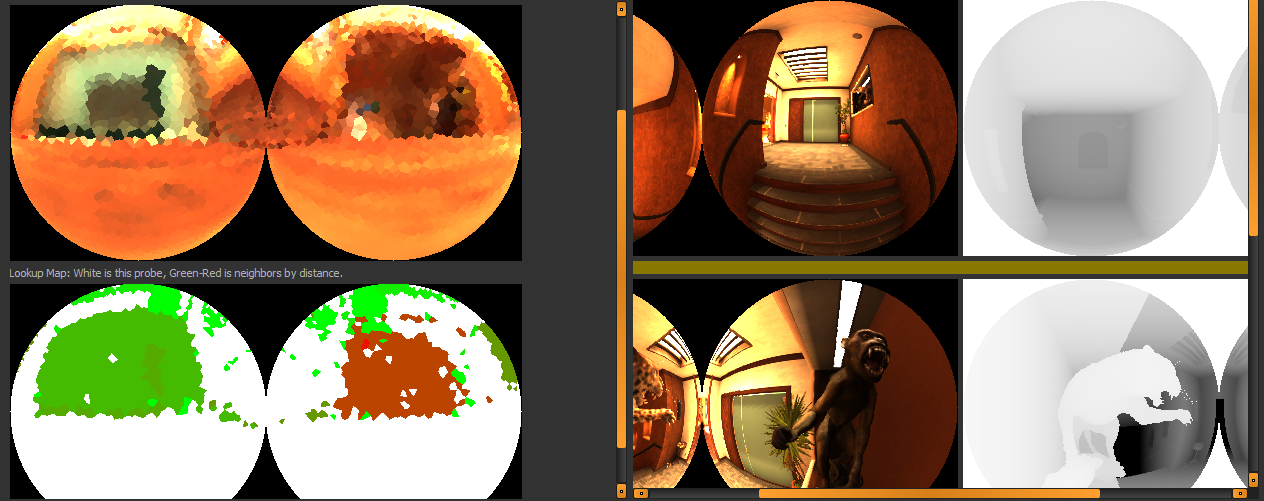 Lookup Map: White is this probe, Green-Red is neighbors by distance.